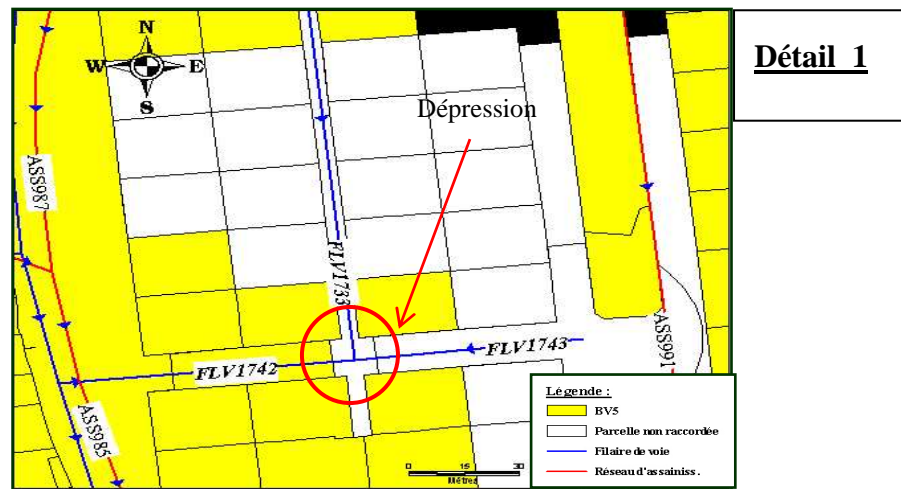 Détail 1
N
W E
S
Dépression
ASS987
FLV1733
FLV1743
FLV1742
ASS991
ASS985
0 15 30
Mètres
Légende :
BV5
Parcelle non raccordée
Filaire de voie
Réseau d'assainiss.